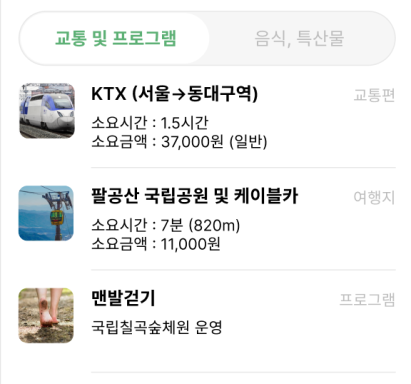 교통 및 프로그램
음식, 특산물
KTX (서울→동대구역)
교통편
소요시간 : 1.5시간
소요금액 : 37,000원 (일반)
팔공산 국립공원 및 케이블카
여행지
소요시간 : 7분 (820m)
소요금액 : 11,000원
맨발걷기
프로그램
국립칠곡숲체원 운영